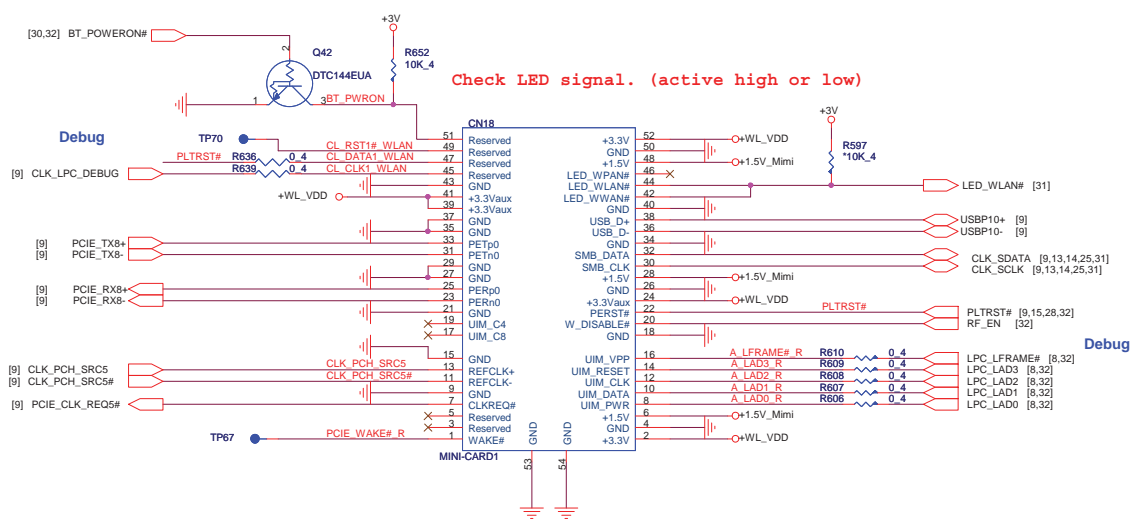 +3V
[30,32] BT_POWERON#
2
Q42
DTC144EUA
R652
10K_4
Check LED signal. (active high or low)
1
3
BT_PWRON
+3V
Debug
TP70
CN18
R597
*10K_4
51 Reserved +3.3V 52 +WL_VDD
CL_RST1#_WLAN 49 Reserved GND 50
PLTRST# R636 0_4 CL_DATA1_WLAN 47 Reserved +1.5V 48 +1.5V_Mimi
[9] CLK_LPC_DEBUG R639 0_4 CL_CLK1_WLAN 45 Reserved LED_WPAN# 46
43 GND LED_WLAN# 44 LED_WLAN# [31]
+WL_VDD 41 +3.3Vaux LED_WWAN# 42
39 +3.3Vaux GND 40
37 GND USB_D+ 38 USBP10+ [9]
35 GND USB_D- 36 USBP10- [9]
[9] PCIE_TX8+ 33 PETp0 GND 34
[9] PCIE_TX8- 31 PETn0 SMB_DATA 32 CLK_SDATA [9,13,14,25,31]
29 GND SMB_CLK 30 CLK_SCLK [9,13,14,25,31]
27 GND +1.5V 28 +1.5V_Mimi
[9] PCIE_RX8+ 25 PERp0 GND 26
[9] PCIE_RX8- 23 PERn0 +3.3Vaux 24 +WL_VDD
21 GND PERST# 22 PLTRST# PLTRST# [9,15,28,32]
19 UIM_C4 W_DISABLE# 20 RF_EN [32]
17 UIM_C8 GND 18
Debug
15 GND UIM_VPP 16 A_LFRAME#_R R610 0_4 LPC_LFRAME# [8,32]
[9] CLK_PCH_SRC5 CLK_PCH_SRC5 13 REFCLK+ UIM_RESET 14 A_LAD3_R R609 0_4 LPC_LAD3 [8,32]
[9] CLK_PCH_SRC5# CLK_PCH_SRC5# 11 REFCLK- UIM_CLK 12 A_LAD2_R R608 0_4 LPC_LAD2 [8,32]
9 GND UIM_DATA 10 A_LAD1_R R607 0_4 LPC_LAD1 [8,32]
[9] PCIE_CLK_REQ5# 7 CLKREQ# UIM_PWR 8 A_LAD0_R R606 0_4 LPC_LAD0 [8,32]
5 Reserved +1.5V 6 +1.5V_Mimi
3 Reserved GND 4
TP67 PCIE_WAKE#_R 1 WAKE# +3.3V 2 +WL_VDD
GND GND
MINI-CARD1
53 54